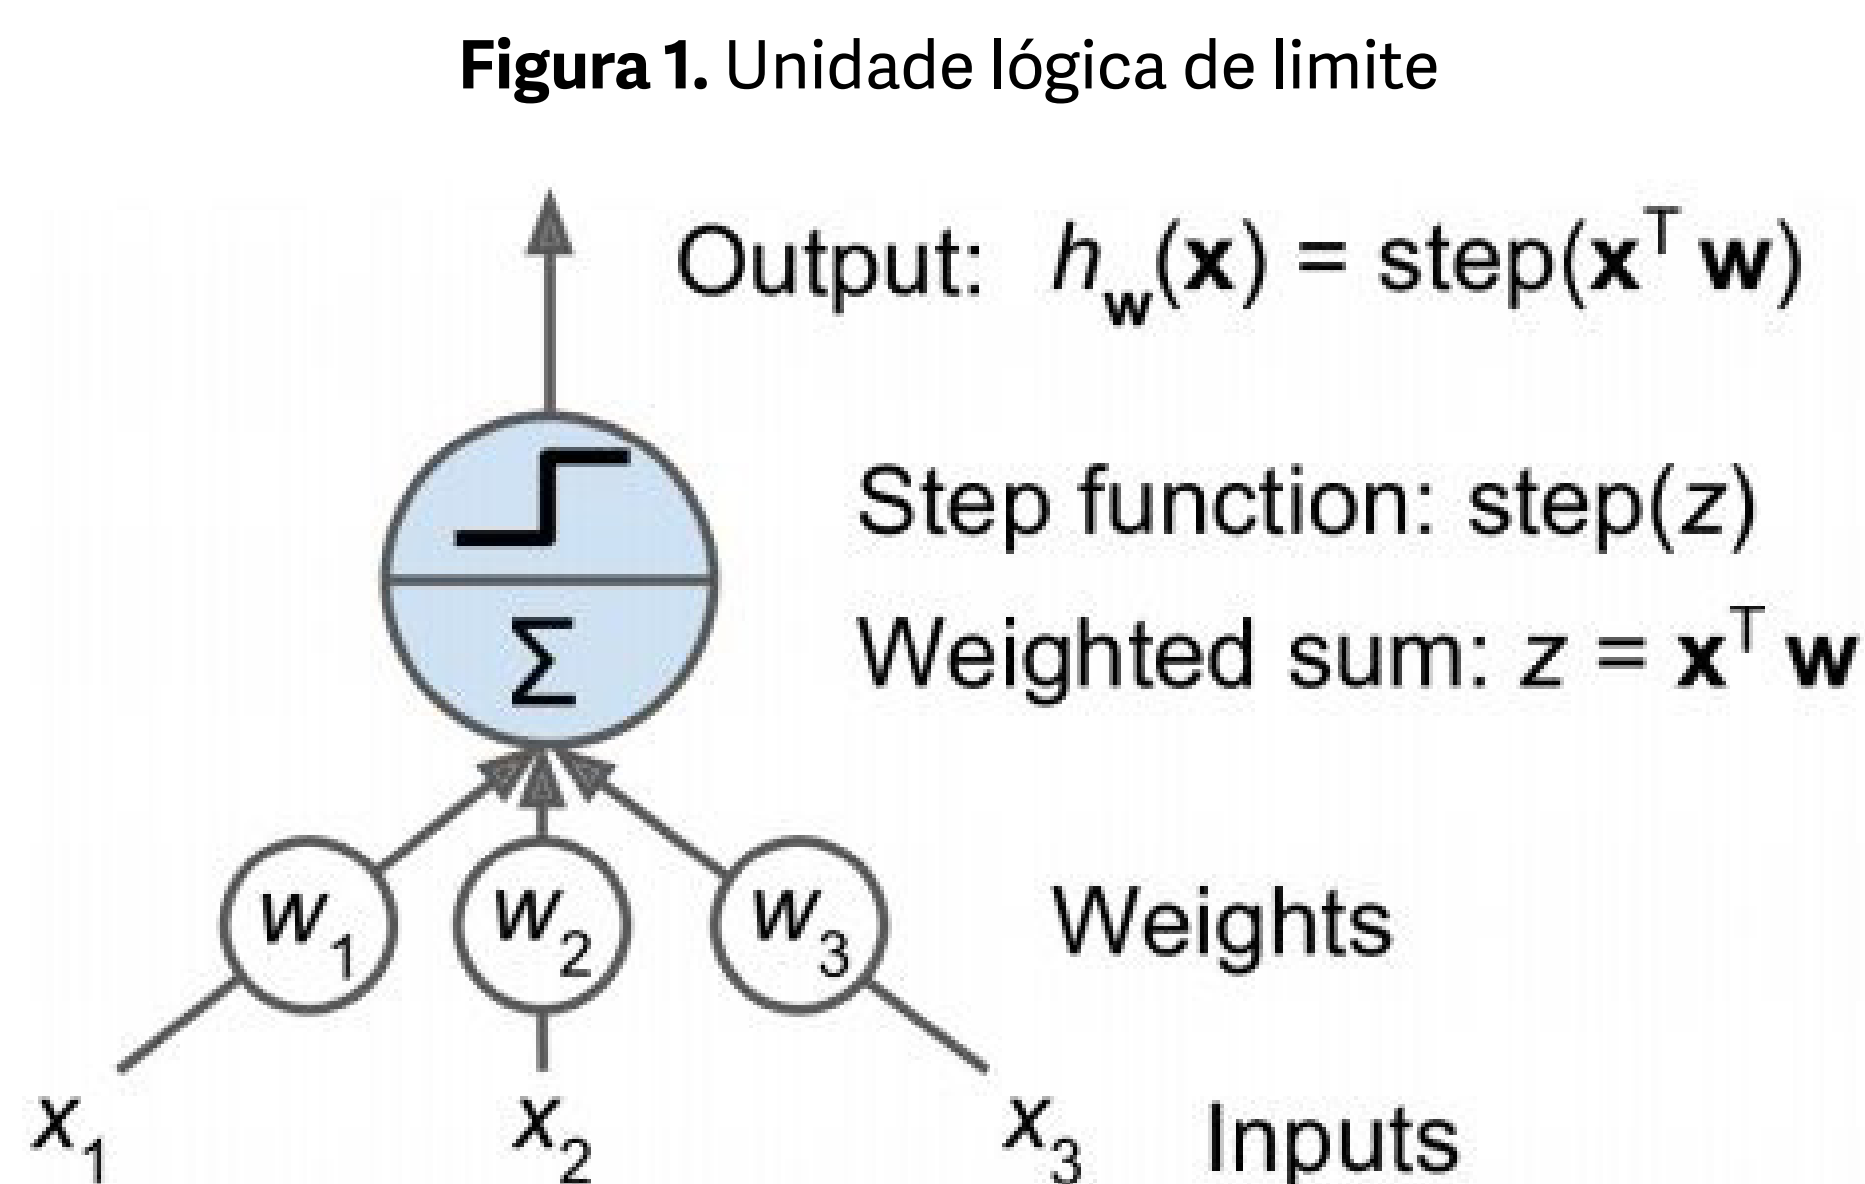 Figura 1. Unidade lógica de limite
Output: h_w(x) = step(xᵀ w)
Step function: step(z)
Σ
Weighted sum: z = xᵀ w
w₁ w₂ w₃ Weights
x₁ x₂ x₃ Inputs